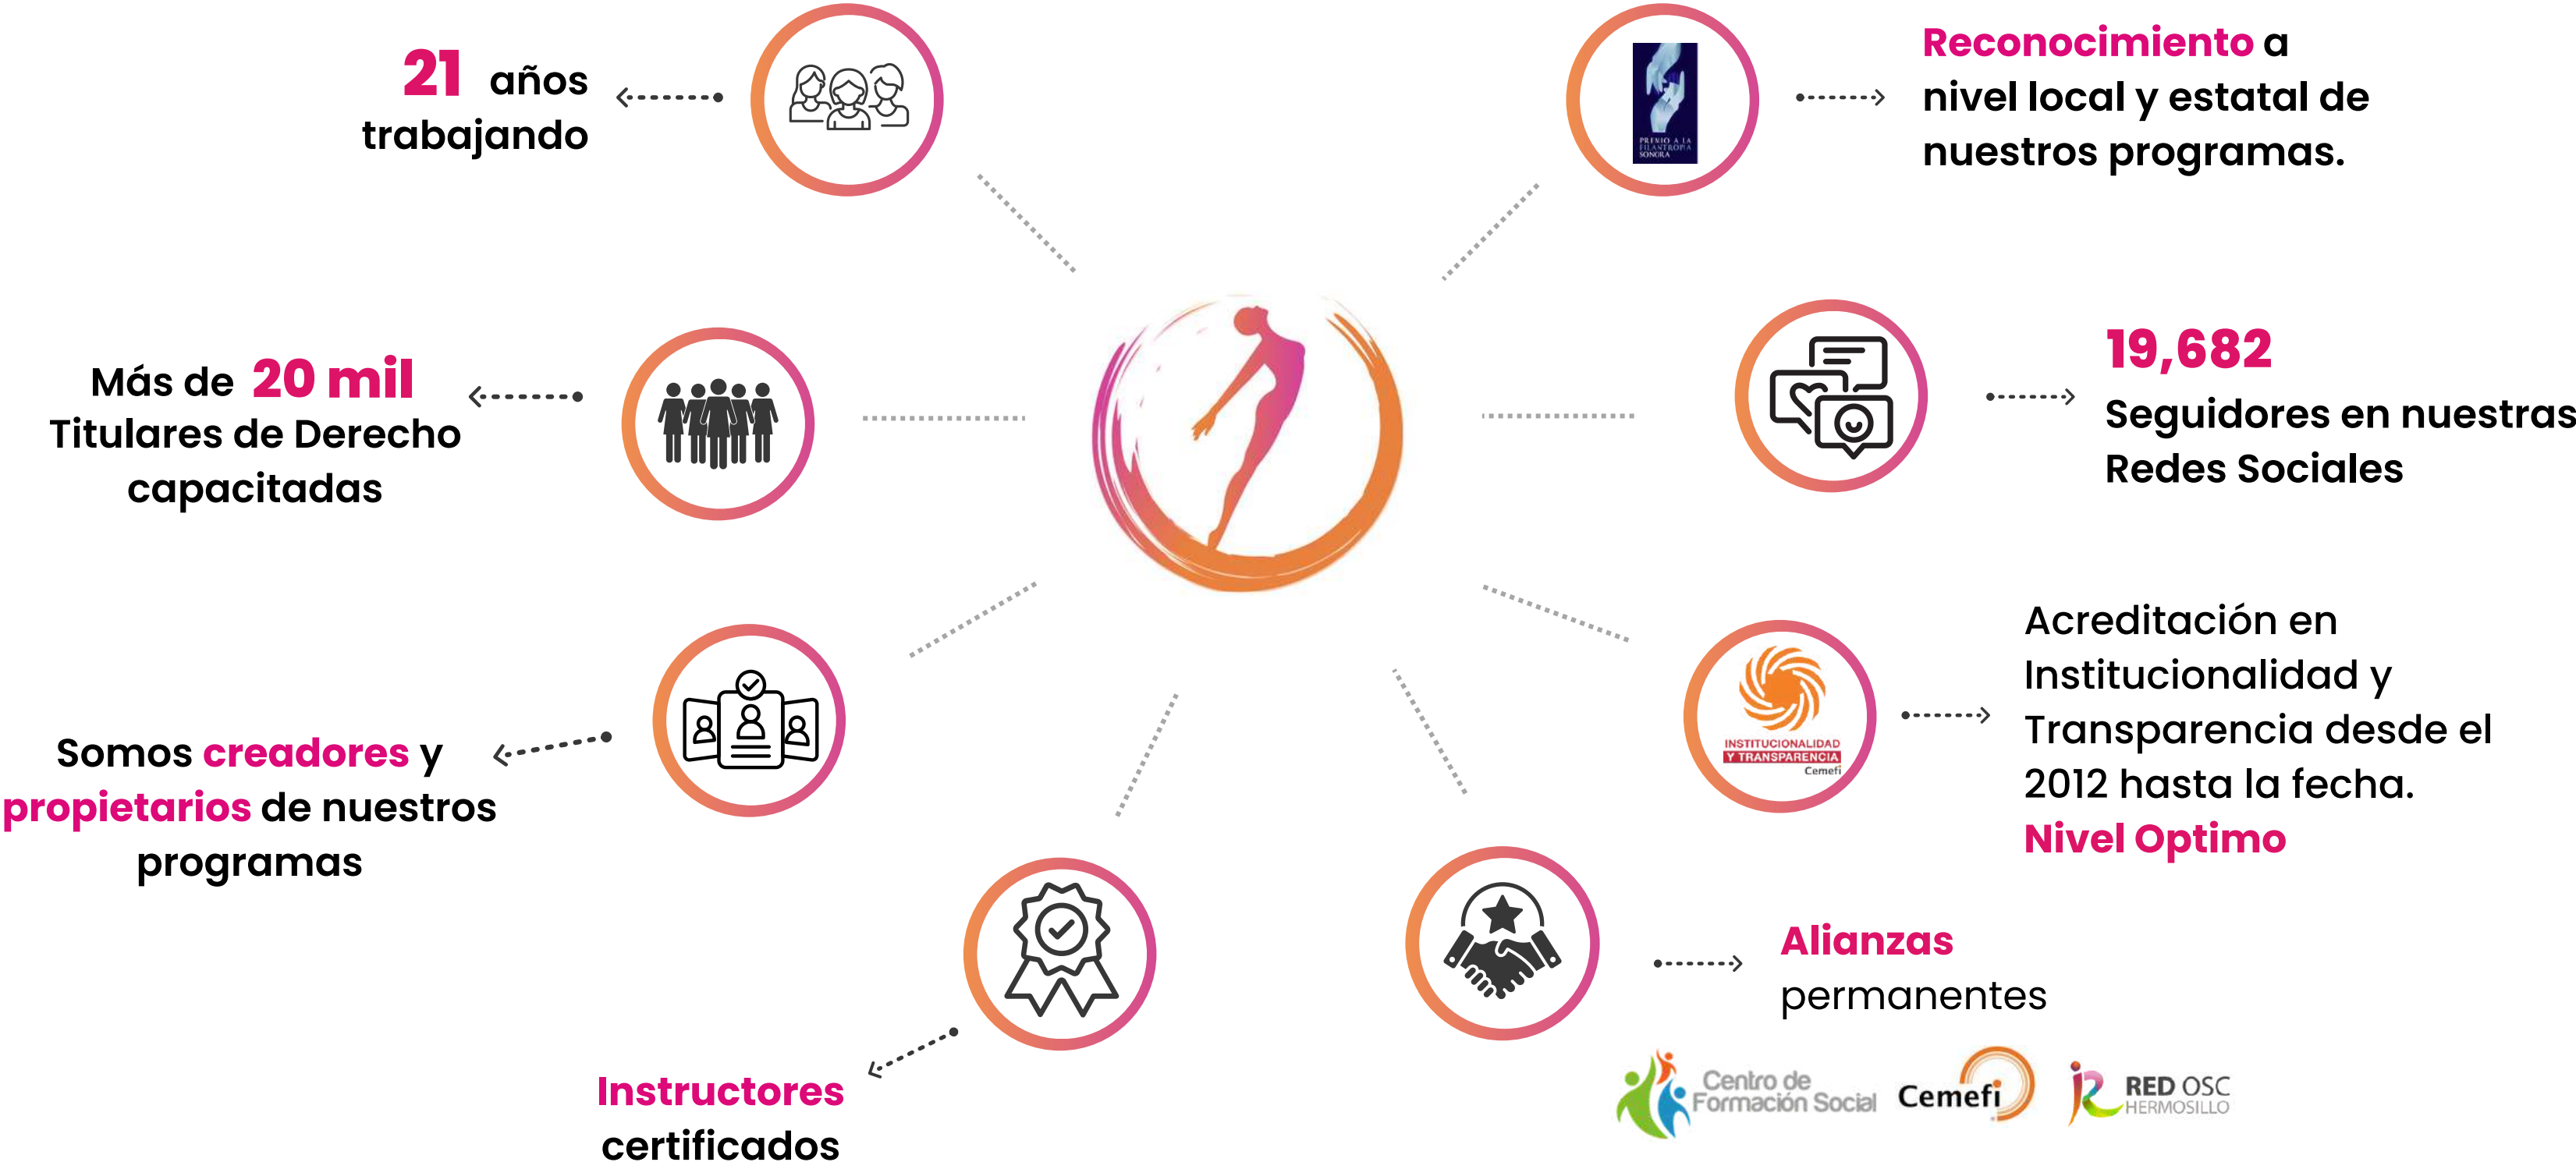 21 años
trabajando
Más de 20 mil
Titulares de Derecho
capacitadas
Somos creadores y
propietarios de nuestros
programas
Instructores
certificados
PREMIO A LA
FILANTROPIA
SONORA
Reconocimiento a
nivel local y estatal de
nuestros programas.
19,682
Seguidores en nuestras
Redes Sociales
INSTITUCIONALIDAD
Y TRANSPARENCIA
Cemefi
Acreditación en
Institucionalidad y
Transparencia desde el
2012 hasta la fecha.
Nivel Optimo
Alianzas
permanentes
Centro de
Formación Social
Cemefi
RED OSC
HERMOSILLO